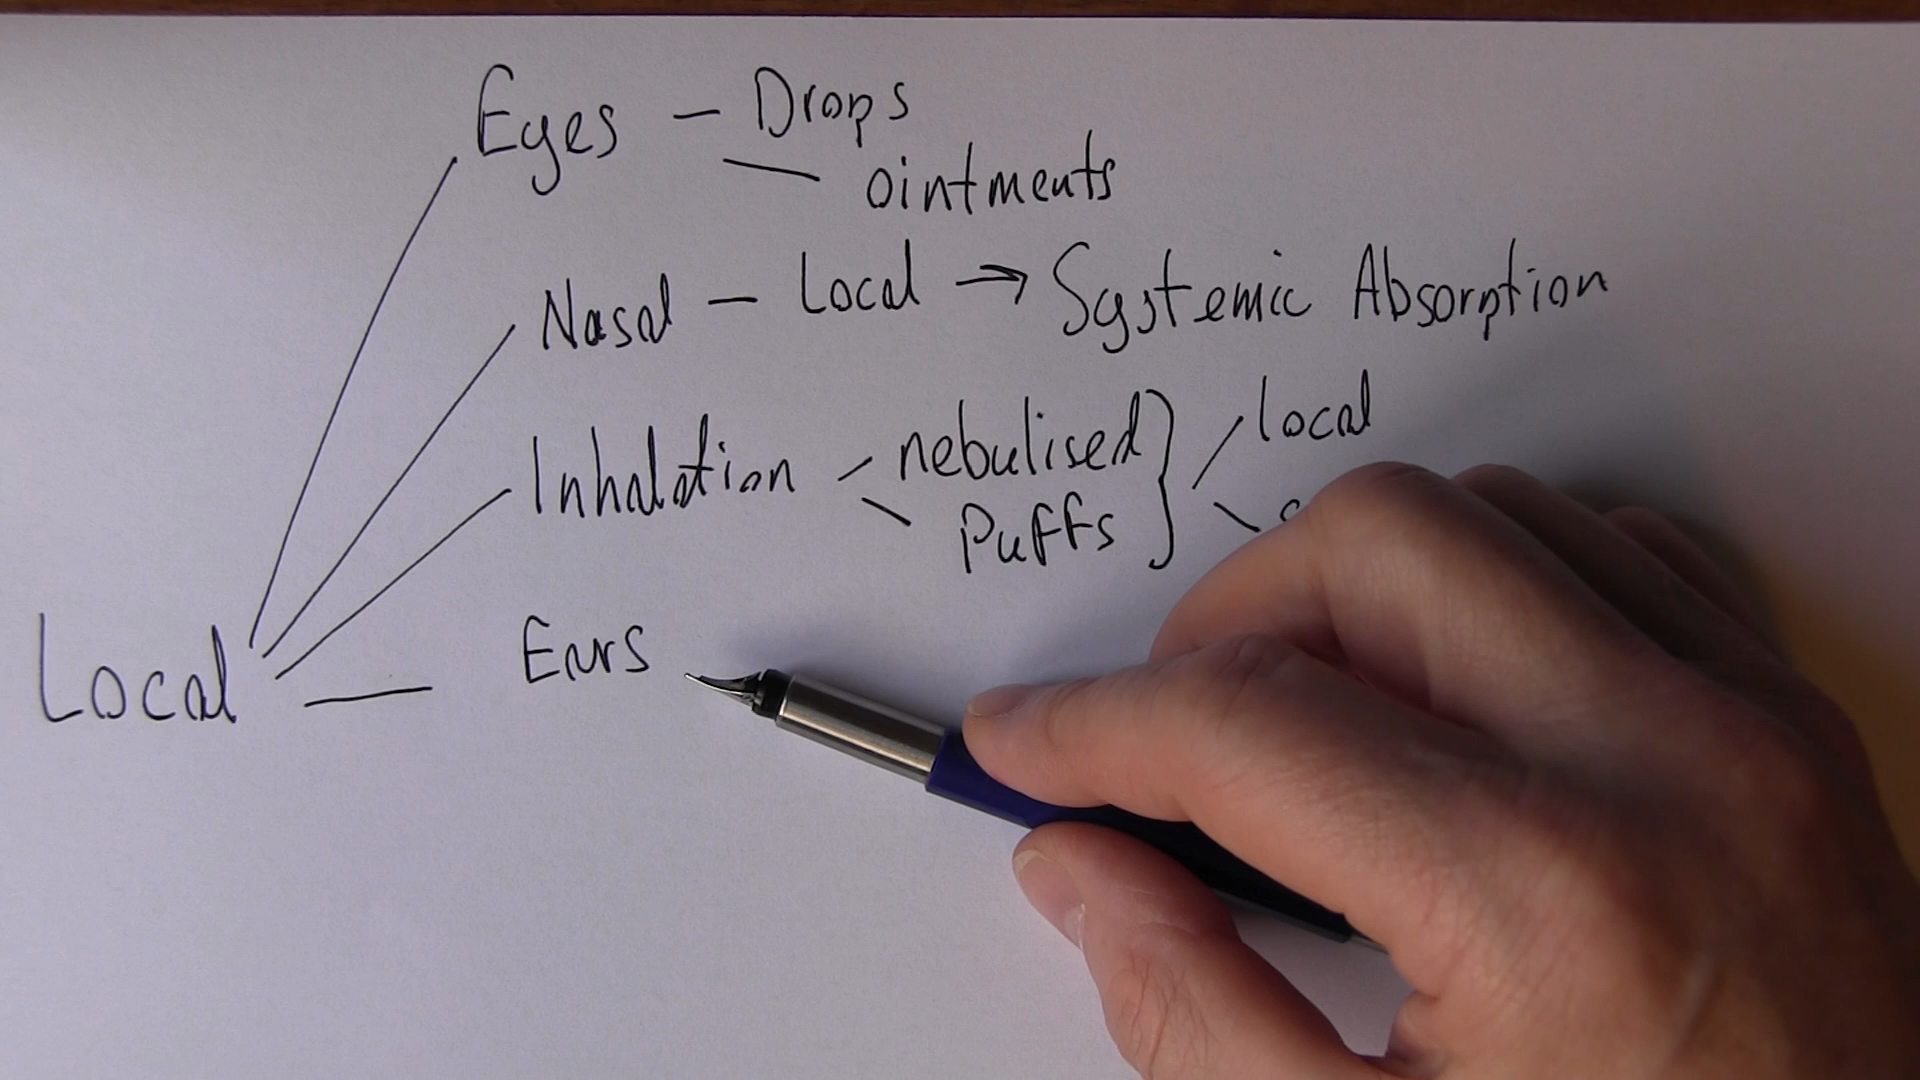 Eyes — Drops
— ointments
Nasal — Local → Systemic Absorption
Inhalation nebulised } local
Puffs
Local — Ears